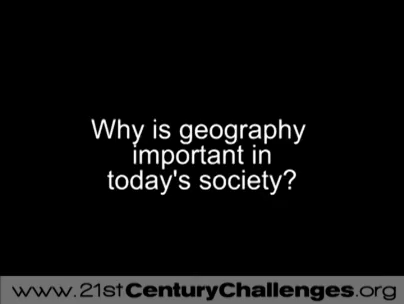 Why is geography
important in
today's society?
www.21stCenturyChallenges.org